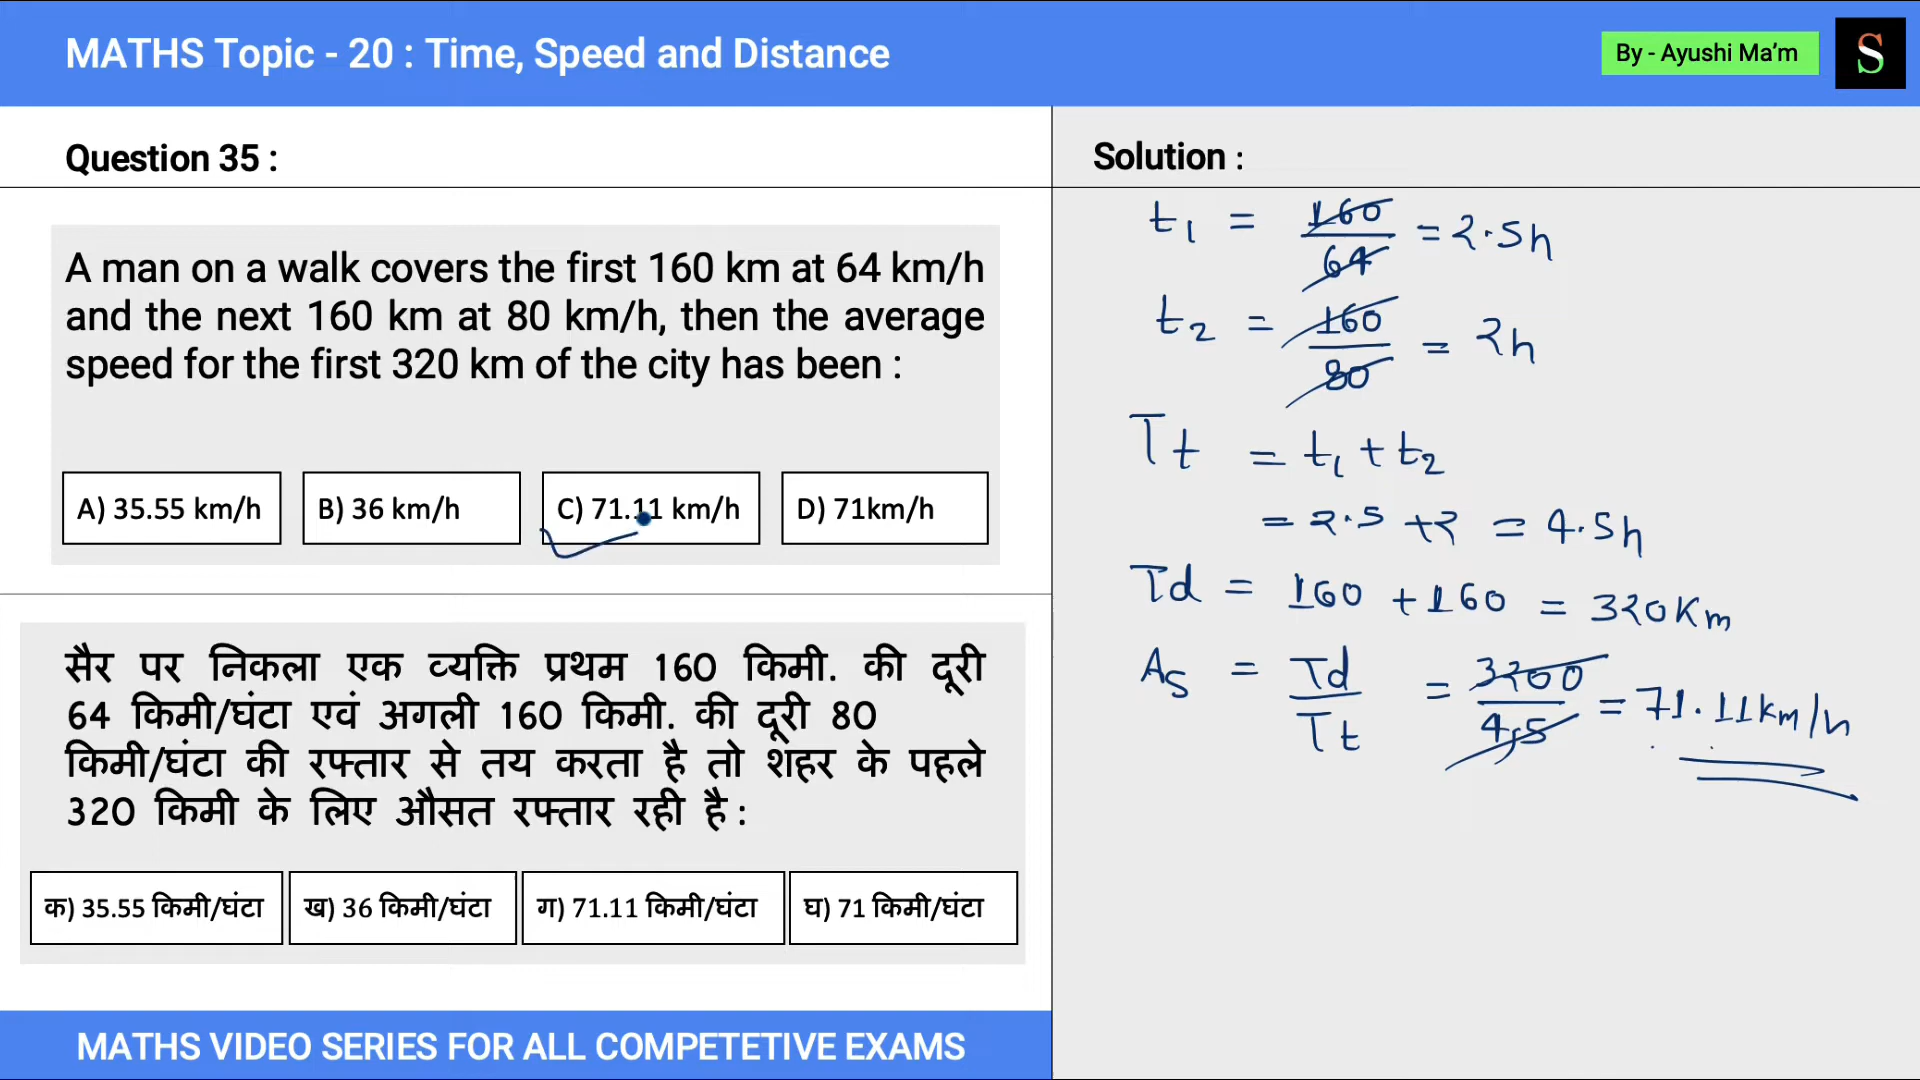 MATHS Topic - 20 : Time, Speed and Distance
By - Ayushi Ma’m
S
Question 35 :
A man on a walk covers the first 160 km at 64 km/h
and the next 160 km at 80 km/h, then the average
speed for the first 320 km of the city has been :
A) 35.55 km/h
B) 36 km/h
C) 71.11 km/h
D) 71km/h
सैर पर निकला एक व्यक्ति प्रथम 160 किमी. की दूरी
64 किमी/घंटा एवं अगली 160 किमी. की दूरी 80
किमी/घंटा की रफ्तार से तय करता है तो शहर के पहले
320 किमी के लिए औसत रफ्तार रही है :
क) 35.55 किमी/घंटा
ख) 36 किमी/घंटा
ग) 71.11 किमी/घंटा
घ) 71 किमी/घंटा
MATHS VIDEO SERIES FOR ALL COMPETETIVE EXAMS
Solution :
t1 = 160/64 = 2.5h
t2 = 160/80 = 2h
Tt = t1 + t2
= 2.5 + 2 = 4.5h
Td = 160 + 160 = 320Km
As = Td/Tt = 3200/4,5 = 71.11km/h